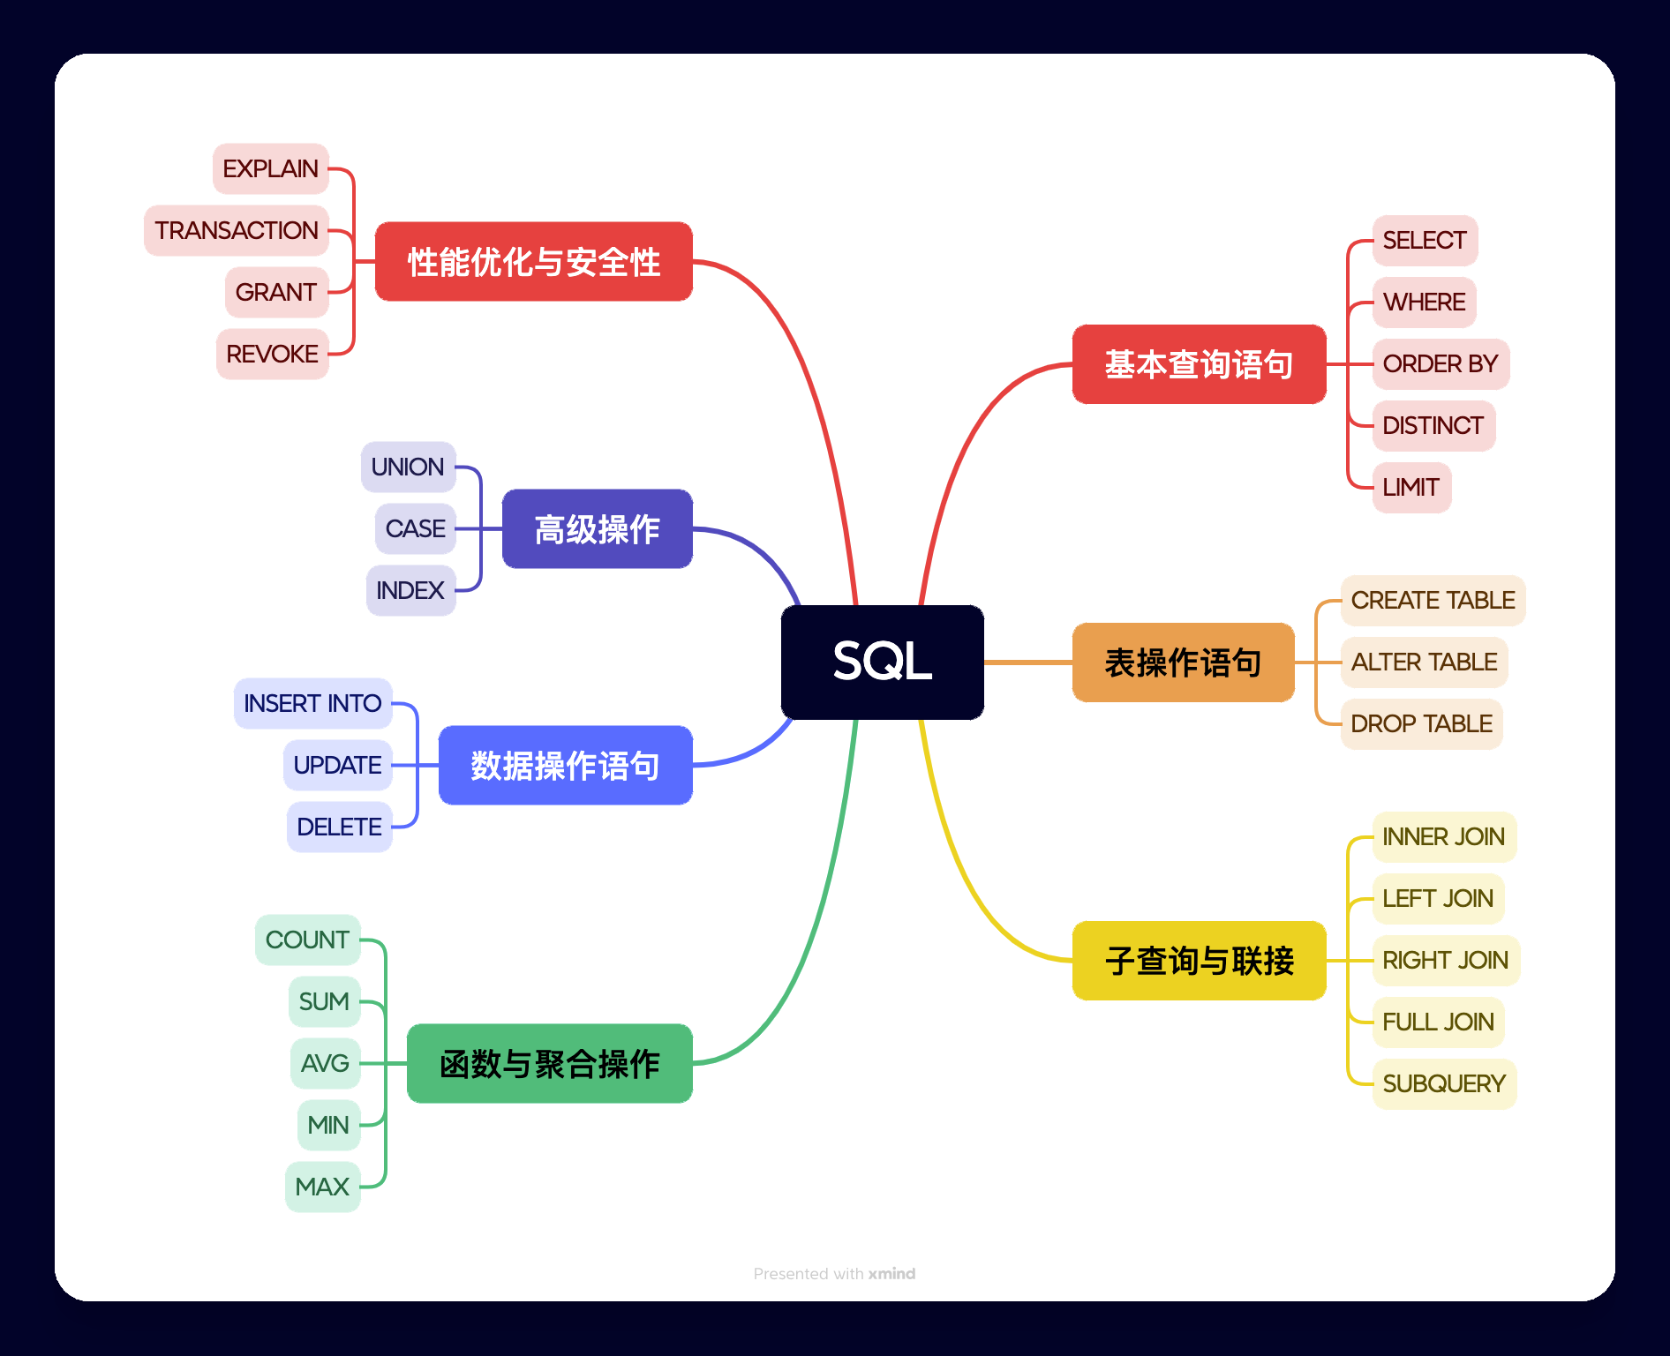 SQL
基本查询语句
SELECT
WHERE
ORDER BY
DISTINCT
LIMIT
表操作语句
CREATE TABLE
ALTER TABLE
DROP TABLE
子查询与联接
INNER JOIN
LEFT JOIN
RIGHT JOIN
FULL JOIN
SUBQUERY
性能优化与安全性
EXPLAIN
TRANSACTION
GRANT
REVOKE
高级操作
UNION
CASE
INDEX
数据操作语句
INSERT INTO
UPDATE
DELETE
函数与聚合操作
COUNT
SUM
AVG
MIN
MAX
Presented with xmind